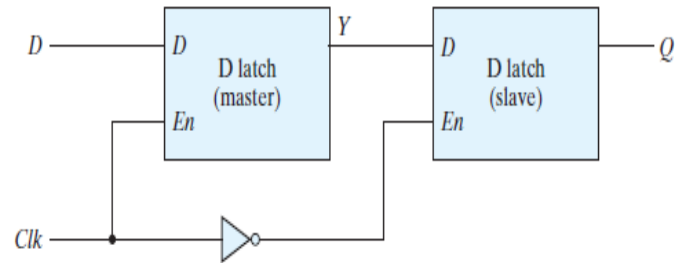 D
D
D latch
(master)
En
Y
D
D latch
(slave)
En
Q
Clk